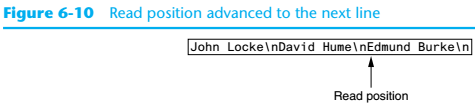 Figure 6-10 Read position advanced to the next line
John Locke\nDavid Hume\nEdmund Burke\n
Read position